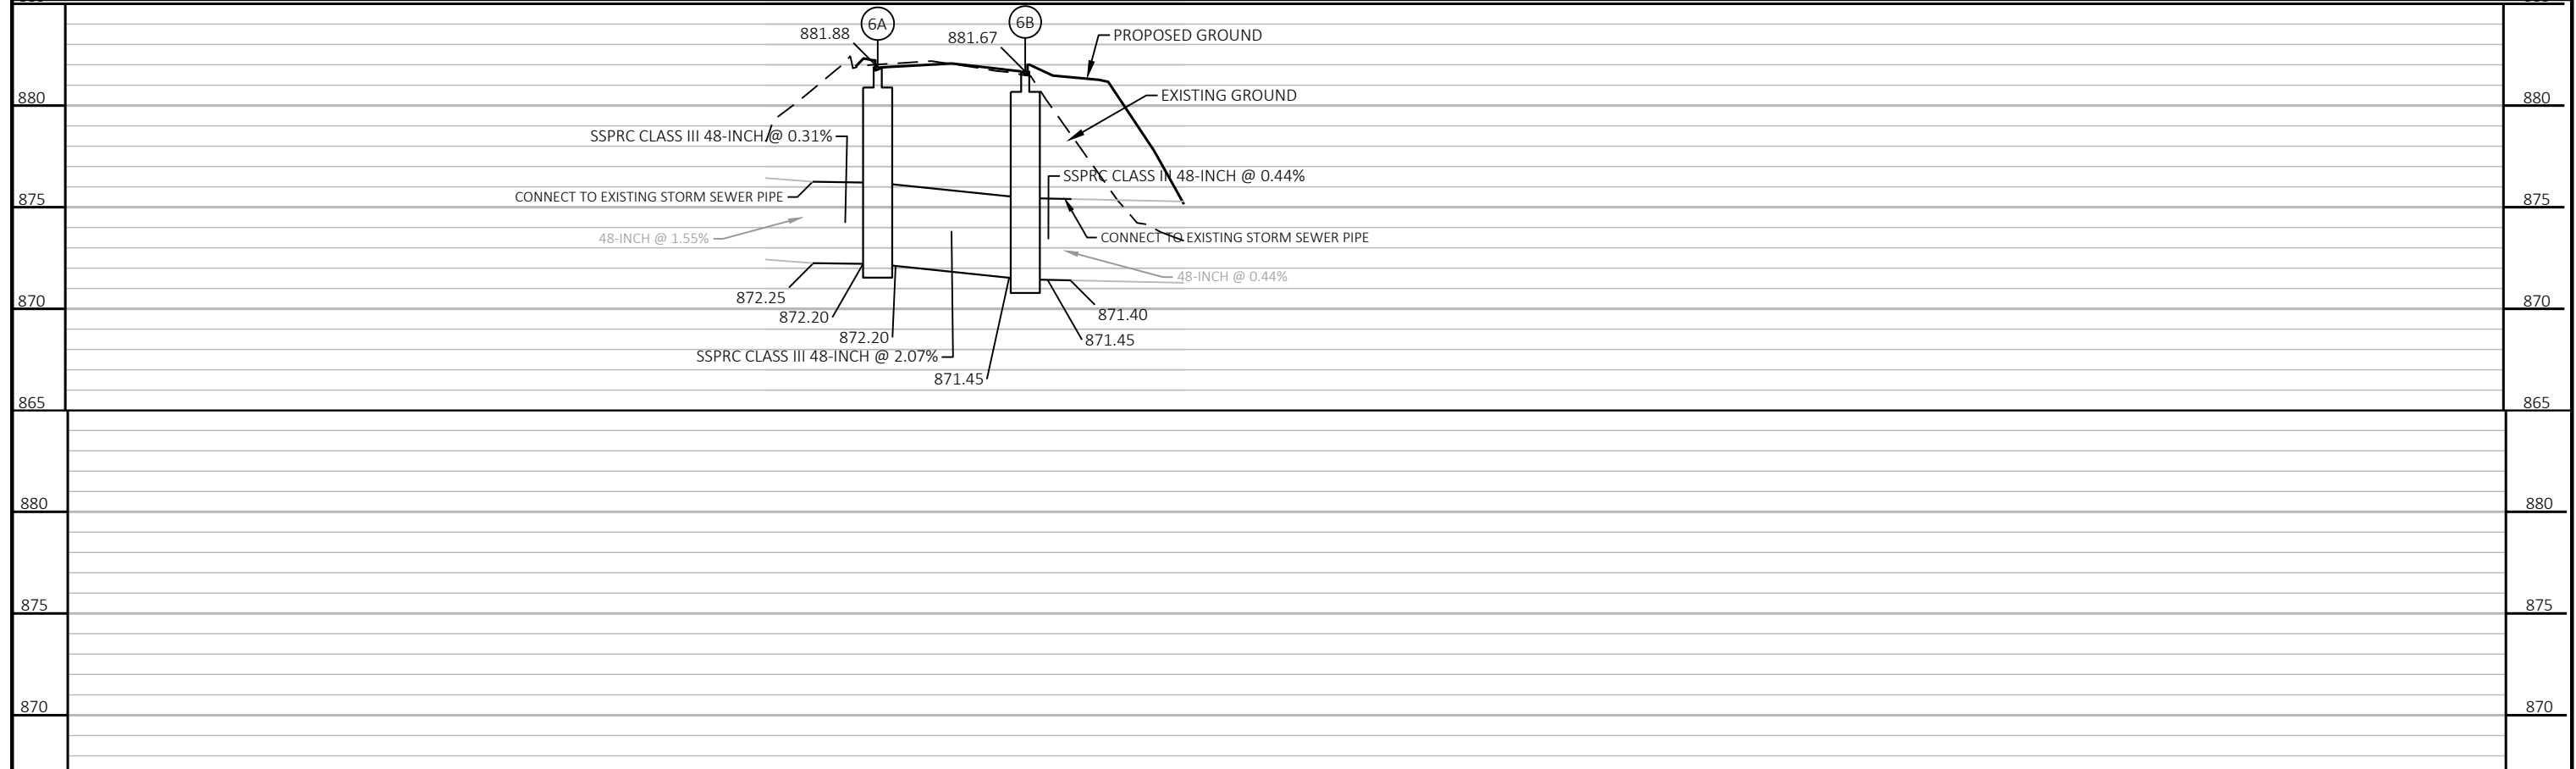 6A
6B
881.88
881.67
PROPOSED GROUND
880
EXISTING GROUND
880
SSPRC CLASS III 48-INCH @ 0.31%
SSPRC CLASS III 48-INCH @ 0.44%
CONNECT TO EXISTING STORM SEWER PIPE
875
875
48-INCH @ 1.55%
CONNECT TO EXISTING STORM SEWER PIPE
48-INCH @ 0.44%
872.25
870
870
872.20
871.40
872.20
871.45
SSPRC CLASS III 48-INCH @ 2.07%
871.45
865
865
880
880
875
875
870
870